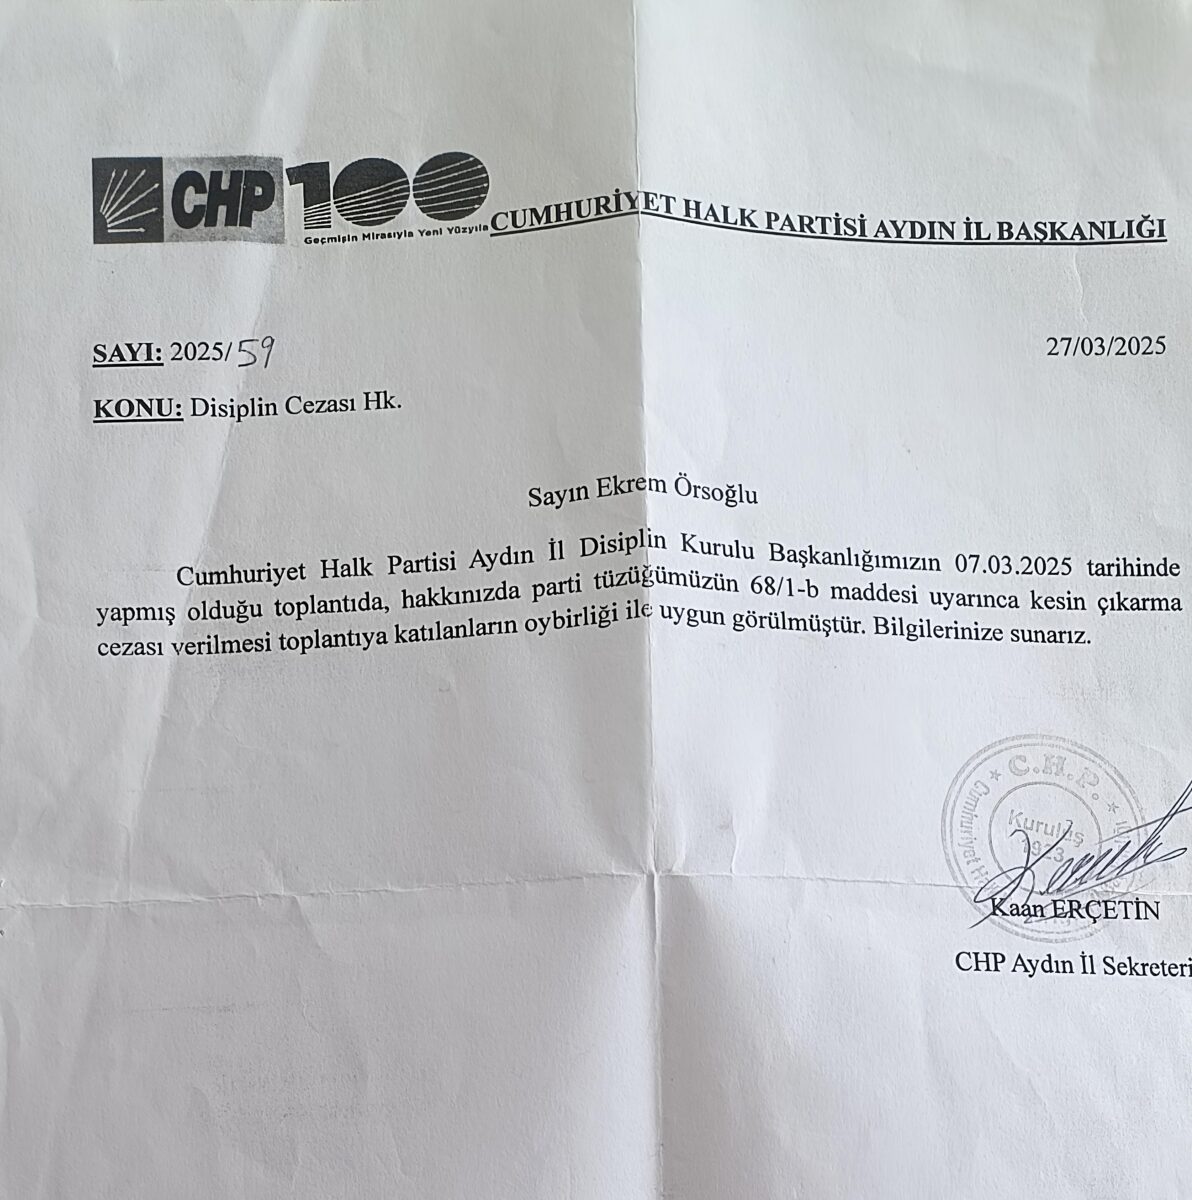 CHP 100
Geçmişin Mirasıyla Yeni Yüzyıla
CUMHURİYET HALK PARTİSİ AYDIN İL BAŞKANLIĞI
SAYI: 2025/59
27/03/2025
KONU: Disiplin Cezası Hk.
Sayın Ekrem Örsoğlu
Cumhuriyet Halk Partisi Aydın İl Disiplin Kurulu Başkanlığımızın 07.03.2025 tarihinde
yapmış olduğu toplantıda, hakkınızda parti tüzüğümüzün 68/1-b maddesi uyarınca kesin çıkarma
cezası verilmesi toplantıya katılanların oybirliği ile uygun görülmüştür. Bilgilerinize sunarız.
C.H.P.
Cumhuriyet
Kuruluş
Kaan ERÇETİN
CHP Aydın İl Sekreteri